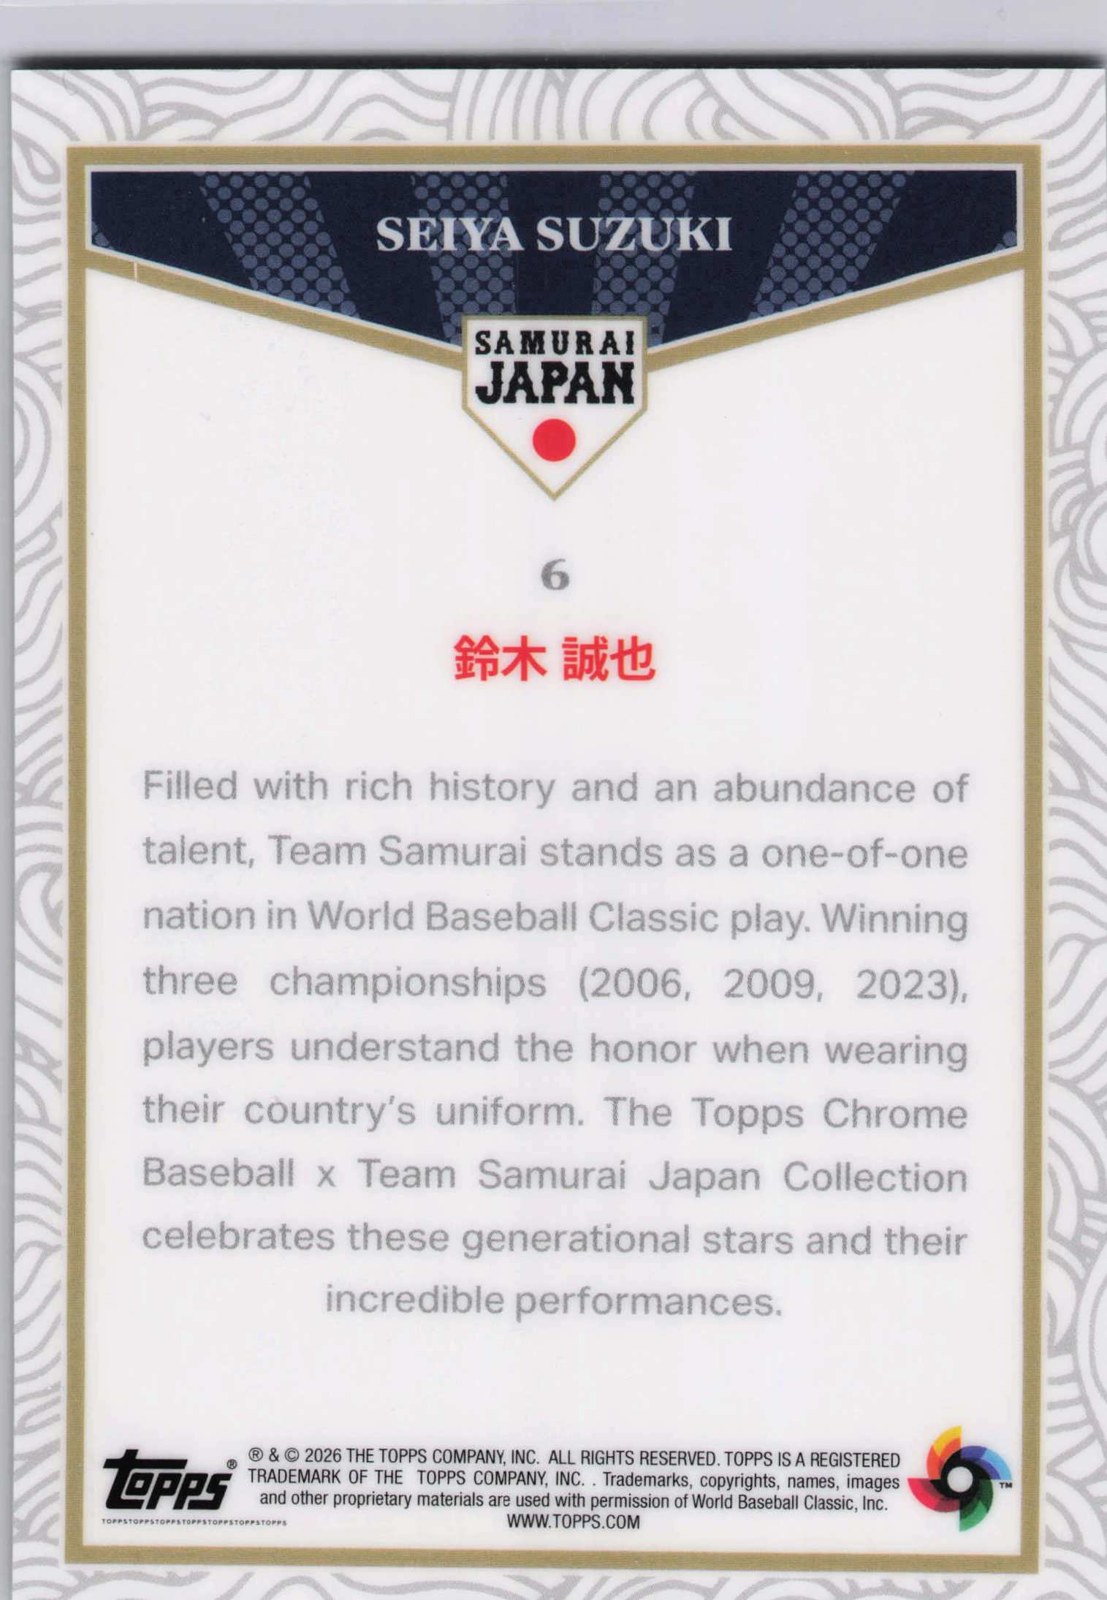 SEIYA SUZUKI
SAMURAI
JAPAN
6
鈴木 誠也
Filled with rich history and an abundance of
talent, Team Samurai stands as a one-of-one
nation in World Baseball Classic play. Winning
three championships (2006, 2009, 2023),
players understand the honor when wearing
their country's uniform. The Topps Chrome
Baseball x Team Samurai Japan Collection
celebrates these generational stars and their
incredible performances.
topps®
TOPPSTOPPSTOPPSTOPPSTOPPSTOPPSTOPPS
® & © 2026 THE TOPPS COMPANY, INC. ALL RIGHTS RESERVED. TOPPS IS A REGISTERED
TRADEMARK OF THE TOPPS COMPANY, INC. . Trademarks, copyrights, names, images
and other proprietary materials are used with permission of World Baseball Classic, Inc.
WWW.TOPPS.COM
™